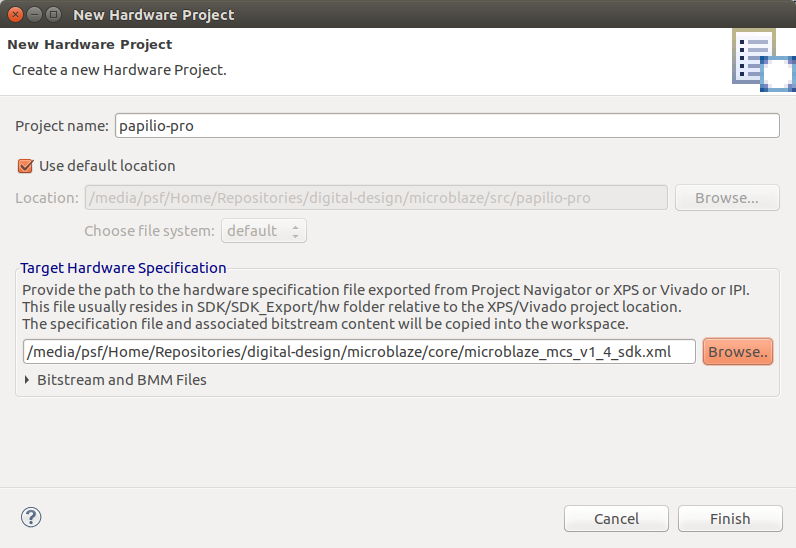 New Hardware Project
New Hardware Project
Create a new Hardware Project.
Project name: papilio-pro
Use default location
Location: /media/psf/Home/Repositories/digital-design/microblaze/src/papilio-pro Browse...
Choose file system: default
Target Hardware Specification
Provide the path to the hardware specification file exported from Project Navigator or XPS or Vivado or IPI.
This file usually resides in SDK/SDK_Export/hw folder relative to the XPS/Vivado project location.
The specification file and associated bitstream content will be copied into the workspace.
/media/psf/Home/Repositories/digital-design/microblaze/core/microblaze_mcs_v1_4_sdk.xml Browse..
Bitstream and BMM Files
? Cancel Finish